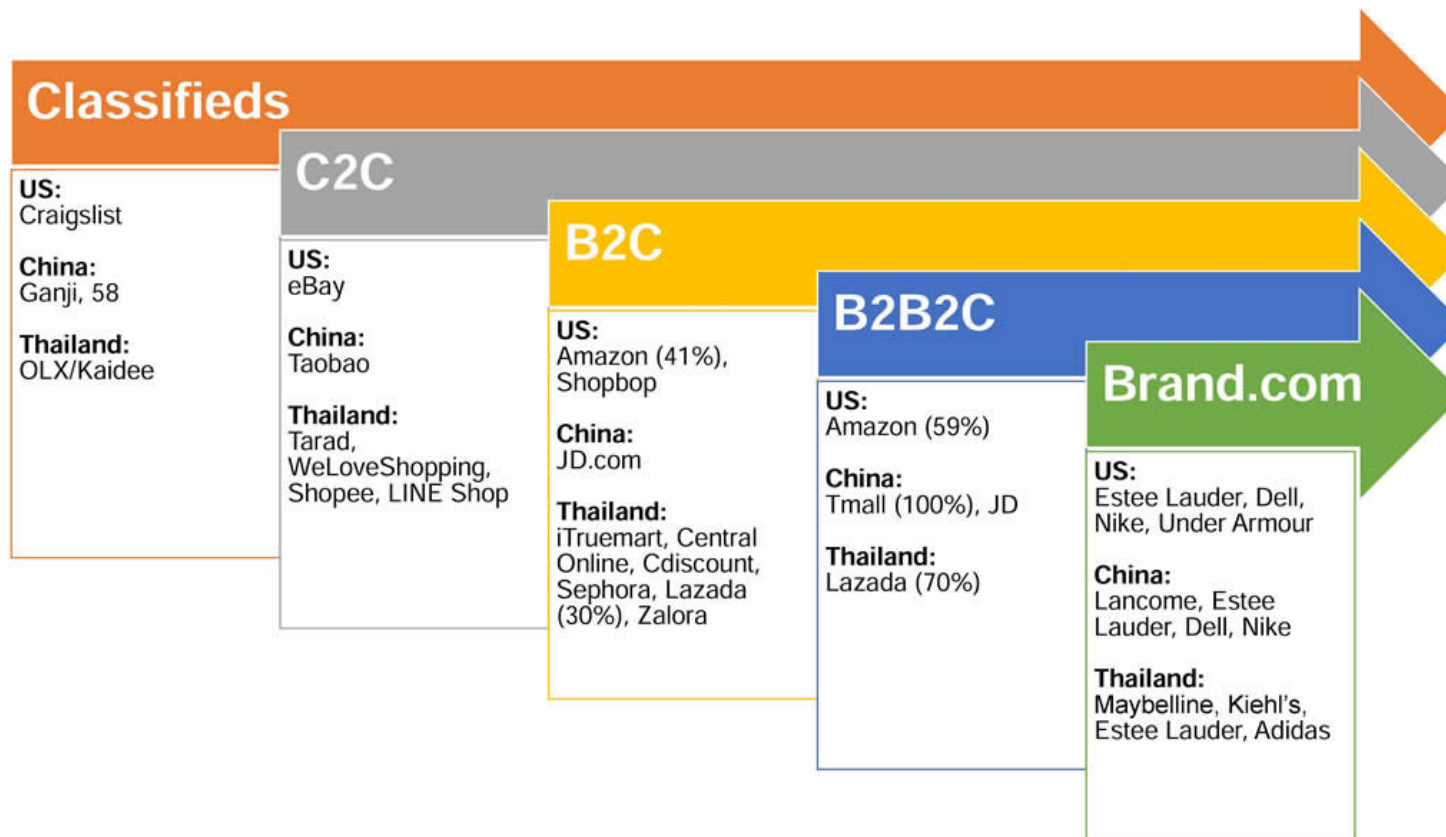 Classifieds
US:
Craigslist
China:
Ganji, 58
Thailand:
OLX/Kaidee
C2C
US:
eBay
China:
Taobao
Thailand:
Tarad,
WeLoveShopping,
Shopee, LINE Shop
B2C
US:
Amazon (41%),
Shopbop
China:
JD.com
Thailand:
iTruemart, Central
Online, Cdiscount,
Sephora, Lazada
(30%), Zalora
B2B2C
US:
Amazon (59%)
China:
Tmall (100%), JD
Thailand:
Lazada (70%)
Brand.com
US:
Estee Lauder, Dell,
Nike, Under Armour
China:
Lancome, Estee
Lauder, Dell, Nike
Thailand:
Maybelline, Kiehl's,
Estee Lauder, Adidas